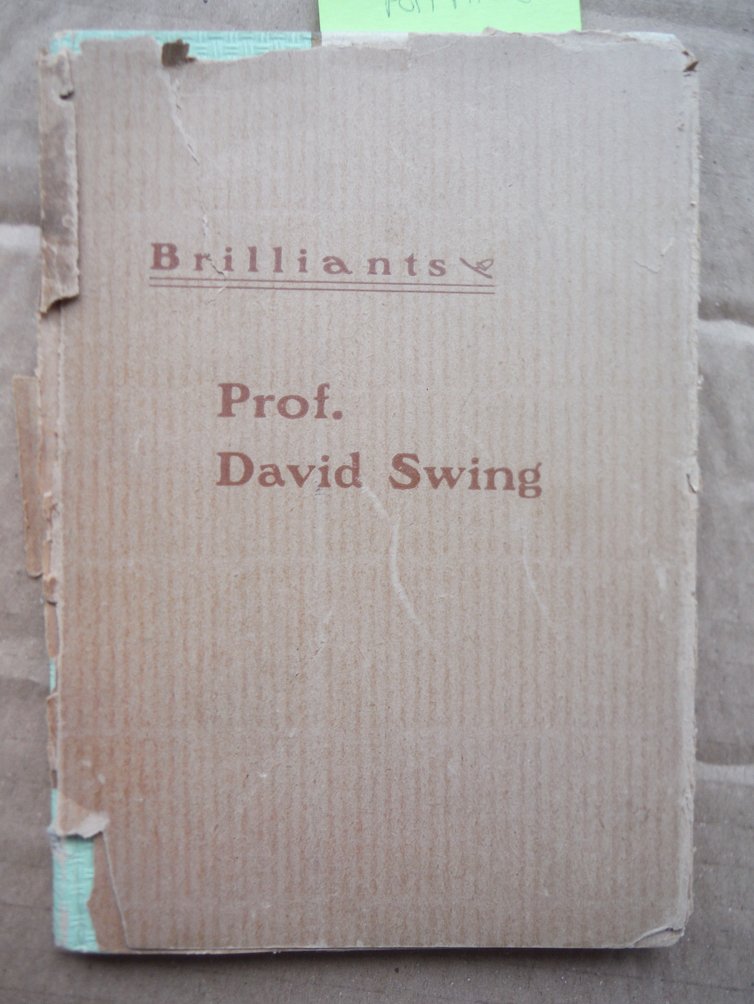 Brilliants
Prof.
David Swing